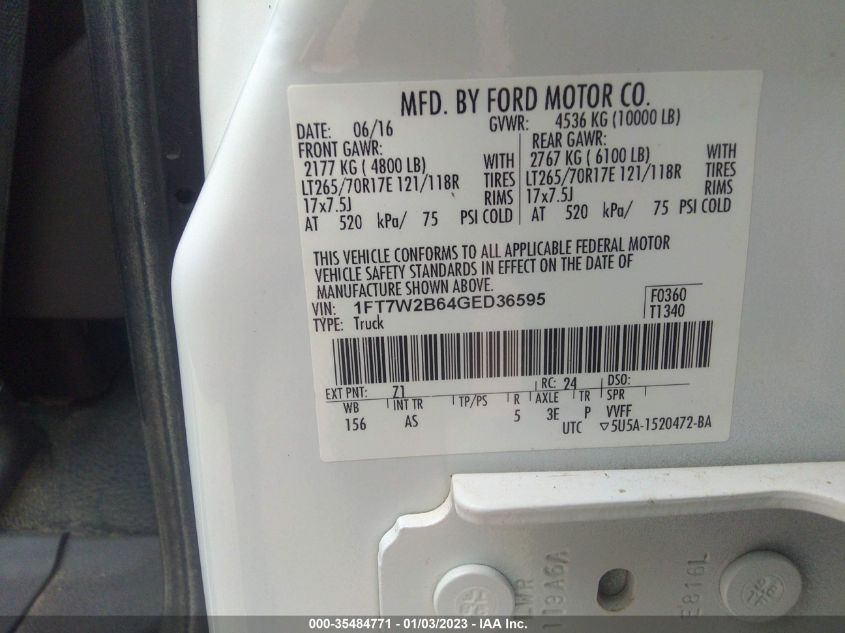 MFD. BY FORD MOTOR CO.
DATE: 06/16 GVWR: 4536 KG (10000 LB)
FRONT GAWR: REAR GAWR:
2177 KG ( 4800 LB) WITH 2767 KG ( 6100 LB) WITH
LT265/70R17E 121/118R TIRES LT265/70R17E 121/118R TIRES
17x7.5J RIMS 17x7.5J RIMS
AT 520 kPa/ 75 PSI COLD AT 520 kPa/ 75 PSI COLD
THIS VEHICLE CONFORMS TO ALL APPLICABLE FEDERAL MOTOR
VEHICLE SAFETY STANDARDS IN EFFECT ON THE DATE OF
MANUFACTURE SHOWN ABOVE.
VIN: 1FT7W2B64GED36595 F0360
TYPE: Truck T1340
EXT PNT: Z1 RC: 24 DSO:
WB INT TR TP/PS R AXLE TR SPR
156 AS 5 3E P VVFF
UTC ▽5U5A-1520472-BA
119A6A
E816L
000-35484771 - 01/03/2023 - IAA Inc.